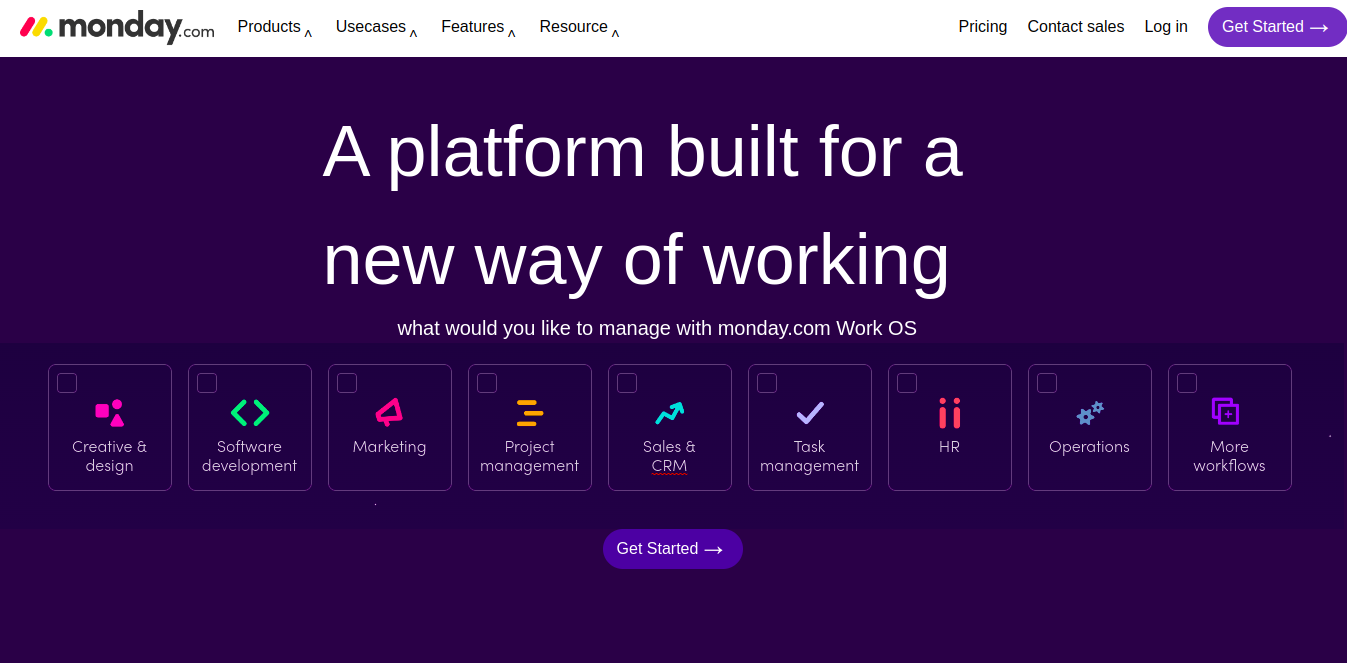 monday.com Products ^ Usecases ^ Features ^ Resource ^ Pricing Contact sales Log in Get Started →
A platform built for a
new way of working
what would you like to manage with monday.com Work OS
Creative &
design
Software
development
Marketing
Project
management
Sales &
CRM
Task
management
HR
Operations
More
workflows
Get Started →